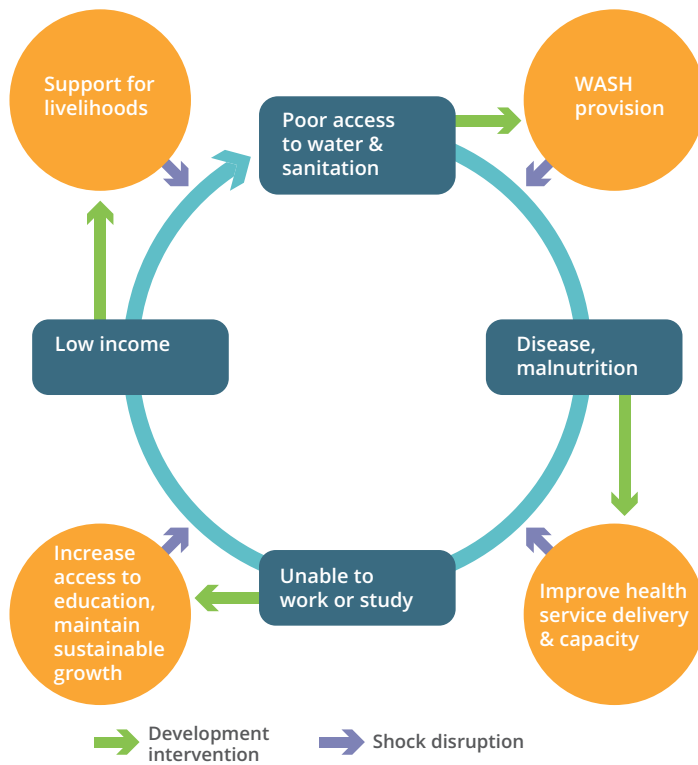 Support for
livelihoods
Poor access
to water &
sanitation
WASH
provision
Low income
Disease,
malnutrition
Increase
access to
education,
maintain
sustainable
growth
Unable to
work or study
Improve health
service delivery
& capacity
Development
intervention
Shock disruption